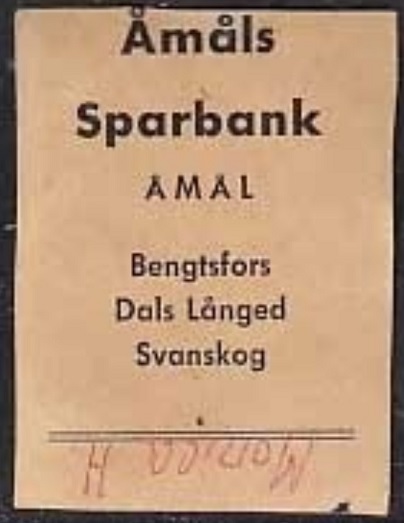 Åmåls
Sparbank
ÅMÅL
Bengtsfors
Dals Långed
Svanskog